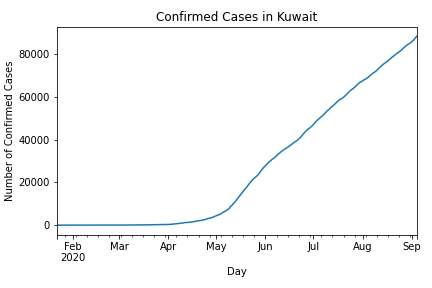 Confirmed Cases in Kuwait
Number of Confirmed Cases
80000
60000
40000
20000
0
Feb Mar Apr May Jun Jul Aug Sep
2020
Day